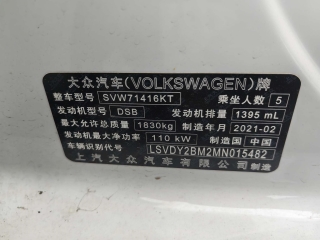 大众汽车(VOLKSWAGEN)牌
整车型号 SVW71416KT 乘坐人数 5
发动机型号 DSB 发动机排量 1395 mL
最大允许总质量 1830kg 制造年月 2021-02
发动机最大净功率 110 kW 制造国 中国
车辆识别代号 LSVDY2BM2MN015482
上汽大众汽车有限公司 制造